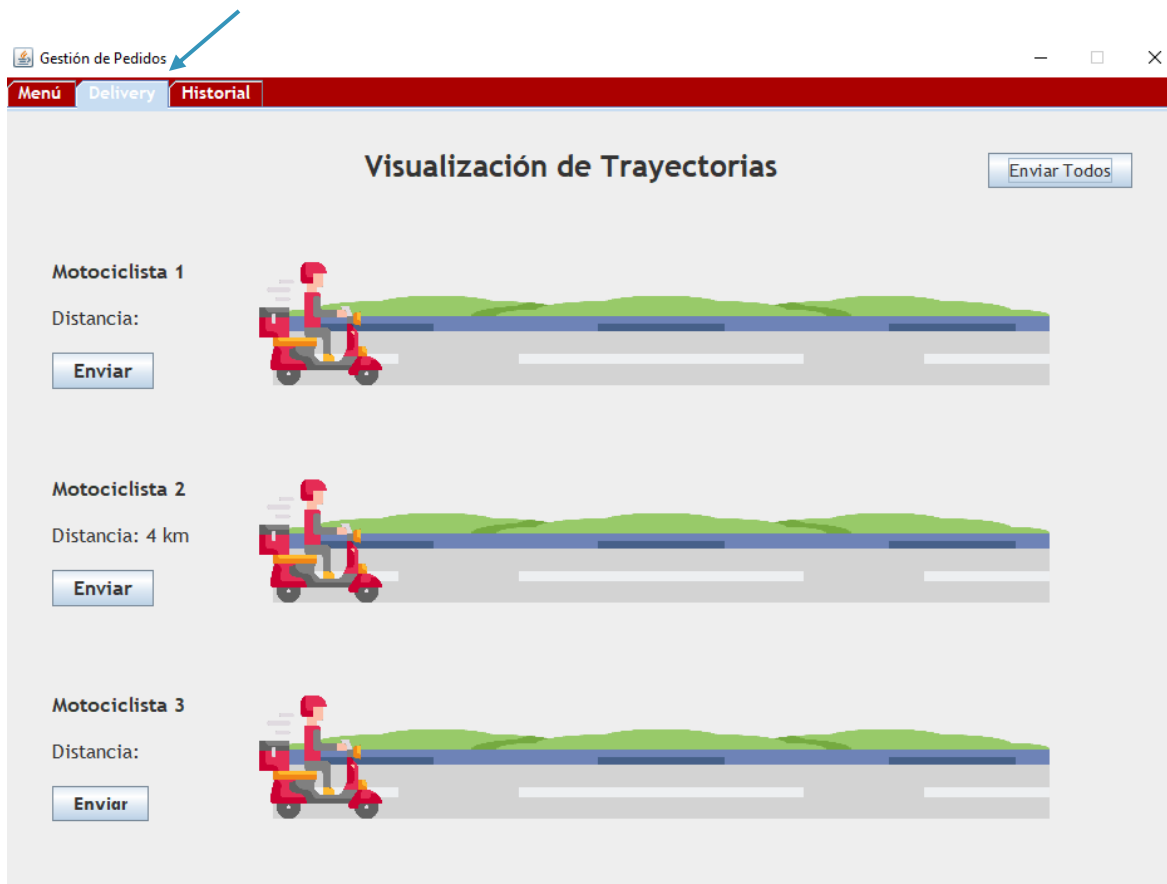 Gestión de Pedidos
Menú Delivery Historial
Visualización de Trayectorias
Enviar Todos
Motociclista 1
Distancia:
Enviar
Motociclista 2
Distancia: 4 km
Enviar
Motociclista 3
Distancia:
Enviar